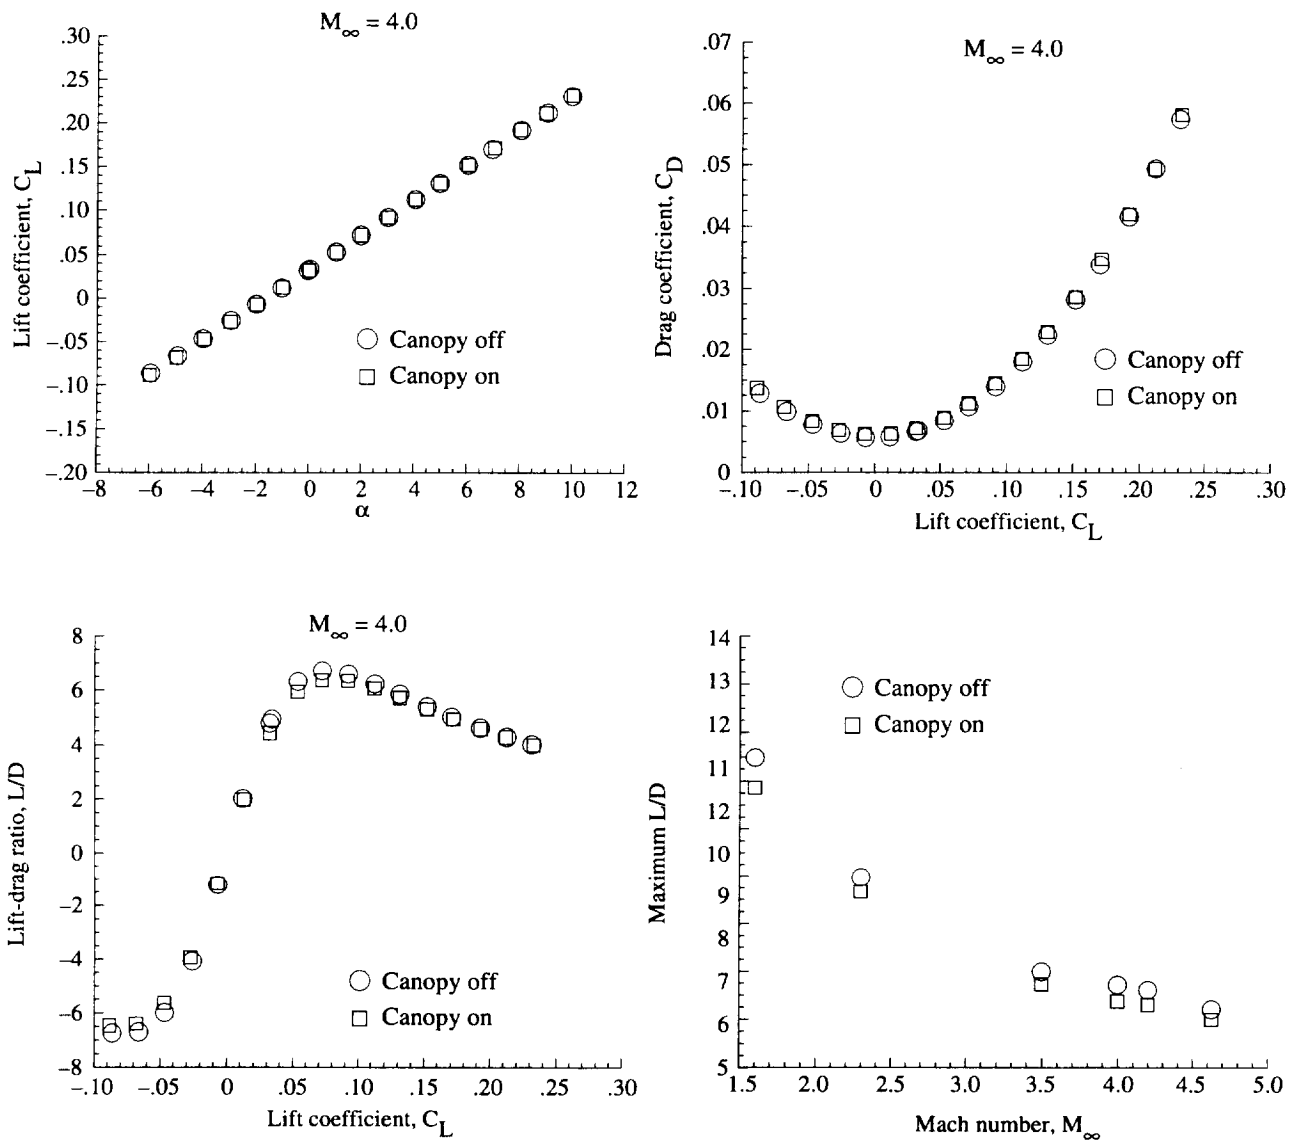 M∞ = 4.0
.30
.25
.20
.15
.10
.05
0
–.05
–.10
–.15
–.20
Lift coefficient, CL
Canopy off
Canopy on
–8 –6 –4 –2 0 2 4 6 8 10 12
α
M∞ = 4.0
.07
.06
.05
.04
.03
.02
.01
0
Drag coefficient, CD
Canopy off
Canopy on
–.10 –.05 0 .05 .10 .15 .20 .25 .30
Lift coefficient, CL
M∞ = 4.0
8
6
4
2
0
–2
–4
–6
–8
Lift-drag ratio, L/D
Canopy off
Canopy on
–.10 –.05 0 .05 .10 .15 .20 .25 .30
Lift coefficient, CL
14
13
12
11
12
10
9
8
7
6
5
Maximum L/D
Canopy off
Canopy on
1.5 2.0 2.5 3.0 3.5 4.0 4.5 5.0
Mach number, M∞